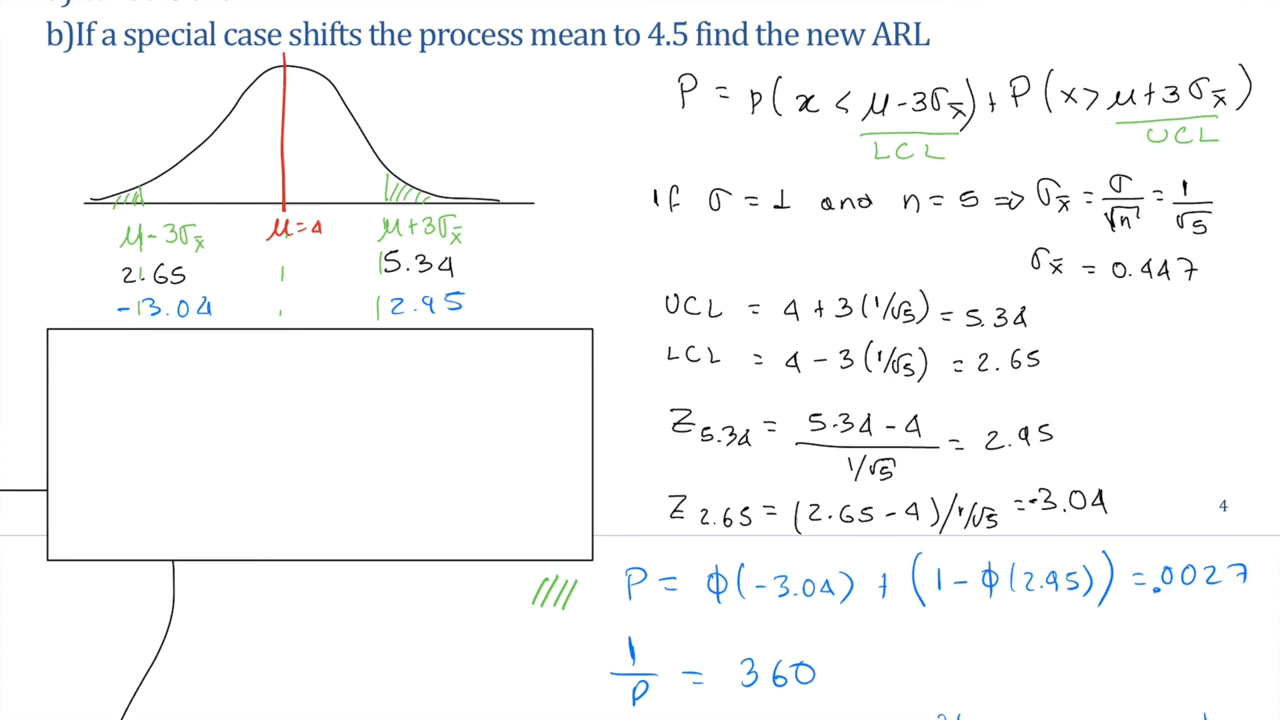 b)If a special case shifts the process mean to 4.5 find the new ARL
P = p(x < μ-3σx̄) + P(x > μ+3σx̄)
LCL UCL
If σ = 1 and n = 5 ⇒ σx̄ = σ/√n = 1/√5
σx̄ = 0.447
μ-3σx̄ μ=4 μ+3σx̄
2.65 5.34
-3.04 2.95
UCL = 4 + 3(1/√5) = 5.34
LCL = 4 - 3(1/√5) = 2.65
Z5.34 = (5.34 - 4)/(1/√5) = 2.95
Z2.65 = (2.65 - 4)/1/√5 = -3.04
4
P = ϕ(-3.04) + (1 - ϕ(2.95)) = .0027
1/P = 360